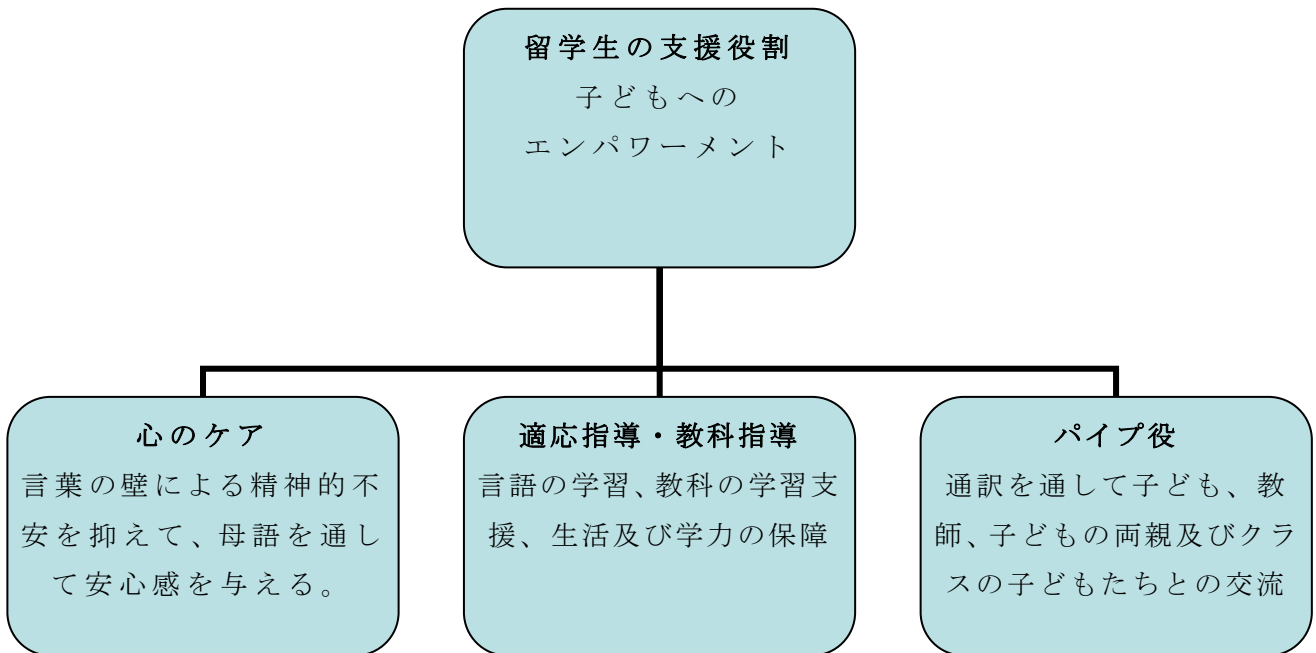 留学生の支援役割
子どもへの
エンパワーメント
心のケア
言葉の壁による精神的不
安を抑えて、母語を通し
て安心感を与える。
適応指導・教科指導
言語の学習、教科の学習支
援、生活及び学力の保障
パイプ役
通訳を通して子ども、教
師、子どもの両親及びクラ
スの子どもたちとの交流